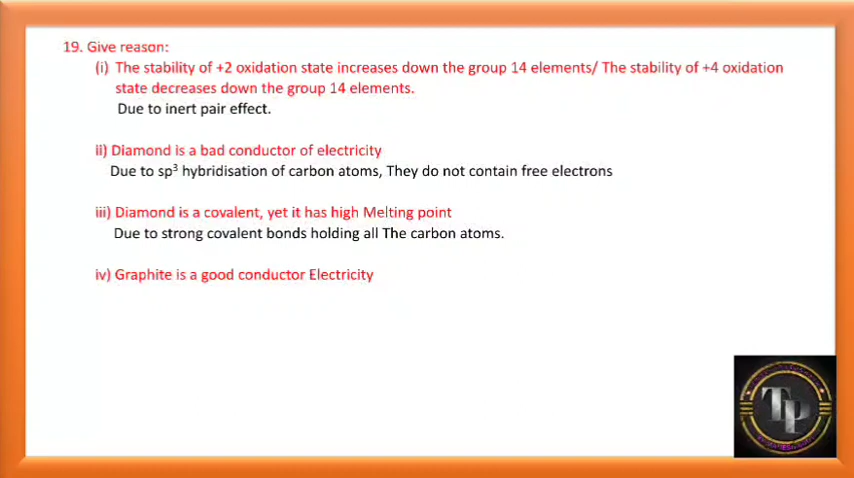 19. Give reason:
(i) The stability of +2 oxidation state increases down the group 14 elements/ The stability of +4 oxidation
state decreases down the group 14 elements.
Due to inert pair effect.
ii) Diamond is a bad conductor of electricity
Due to sp³ hybridisation of carbon atoms, They do not contain free electrons
iii) Diamond is a covalent, yet it has high Melting point
Due to strong covalent bonds holding all The carbon atoms.
iv) Graphite is a good conductor Electricity
TP